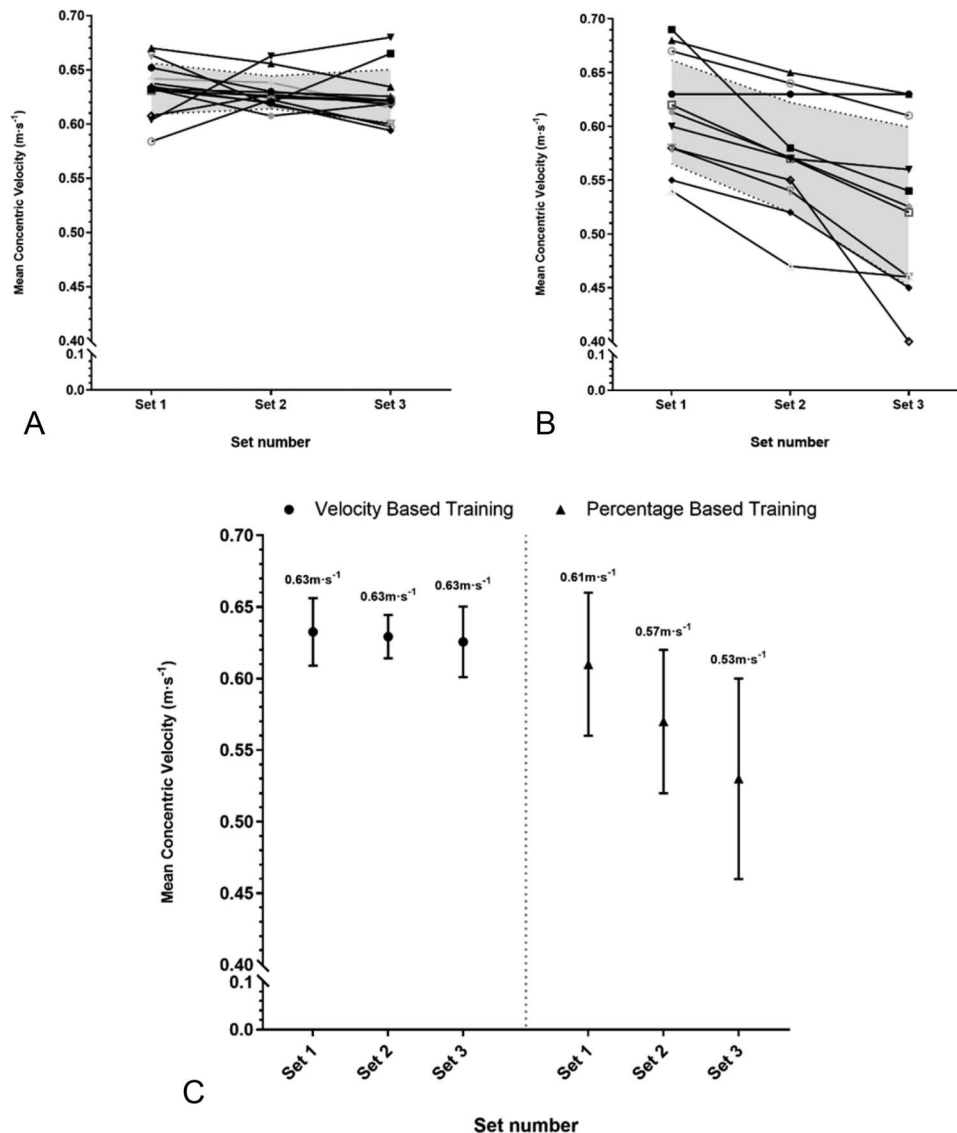 0.70
0.65
0.60
0.55
0.50
0.45
0.40
0.1
0.0
Mean Concentric Velocity (m·s⁻¹)
Set 1 Set 2 Set 3
Set number
A
0.70
0.65
0.60
0.55
0.50
0.45
0.40
0.1
0.0
Mean Concentric Velocity (m·s⁻¹)
Set 1 Set 2 Set 3
Set number
B
Velocity Based Training Percentage Based Training
0.70
0.65
0.60
0.55
0.50
0.45
0.40
0.1
0.0
Mean Concentric Velocity (m·s⁻¹)
0.63m·s⁻¹ 0.63m·s⁻¹ 0.63m·s⁻¹ 0.61m·s⁻¹ 0.57m·s⁻¹ 0.53m·s⁻¹
Set 1 Set 2 Set 3 Set 1 Set 2 Set 3
Set number
C